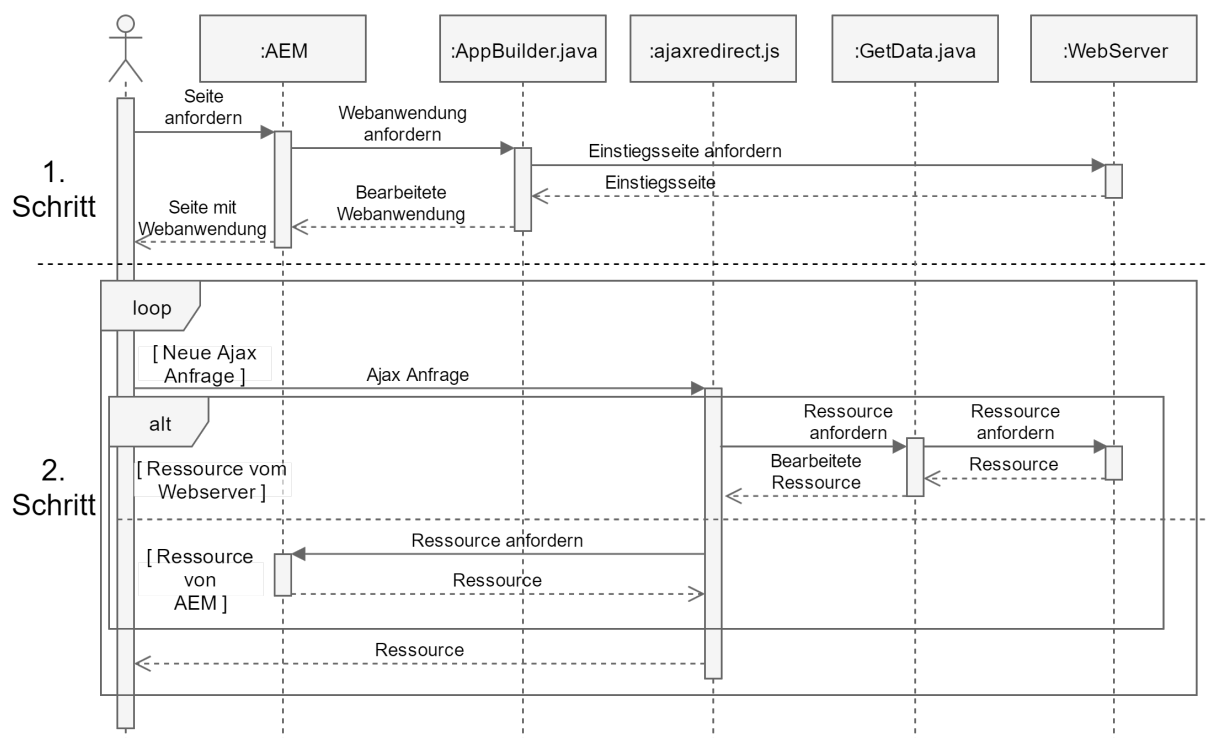 :AEM
:AppBuilder.java
:ajaxredirect.js
:GetData.java
:WebServer
1.
Schritt
Seite
anfordern
Webanwendung
anfordern
Einstiegsseite anfordern
Einstiegsseite
Bearbeitete
Webanwendung
Seite mit
Webanwendung
2.
Schritt
loop
[ Neue Ajax
Anfrage ]
Ajax Anfrage
alt
[ Ressource vom
Webserver ]
Ressource
anfordern
Ressource
anfordern
Ressource
Bearbeitete
Ressource
[ Ressource
von
AEM ]
Ressource anfordern
Ressource
Ressource